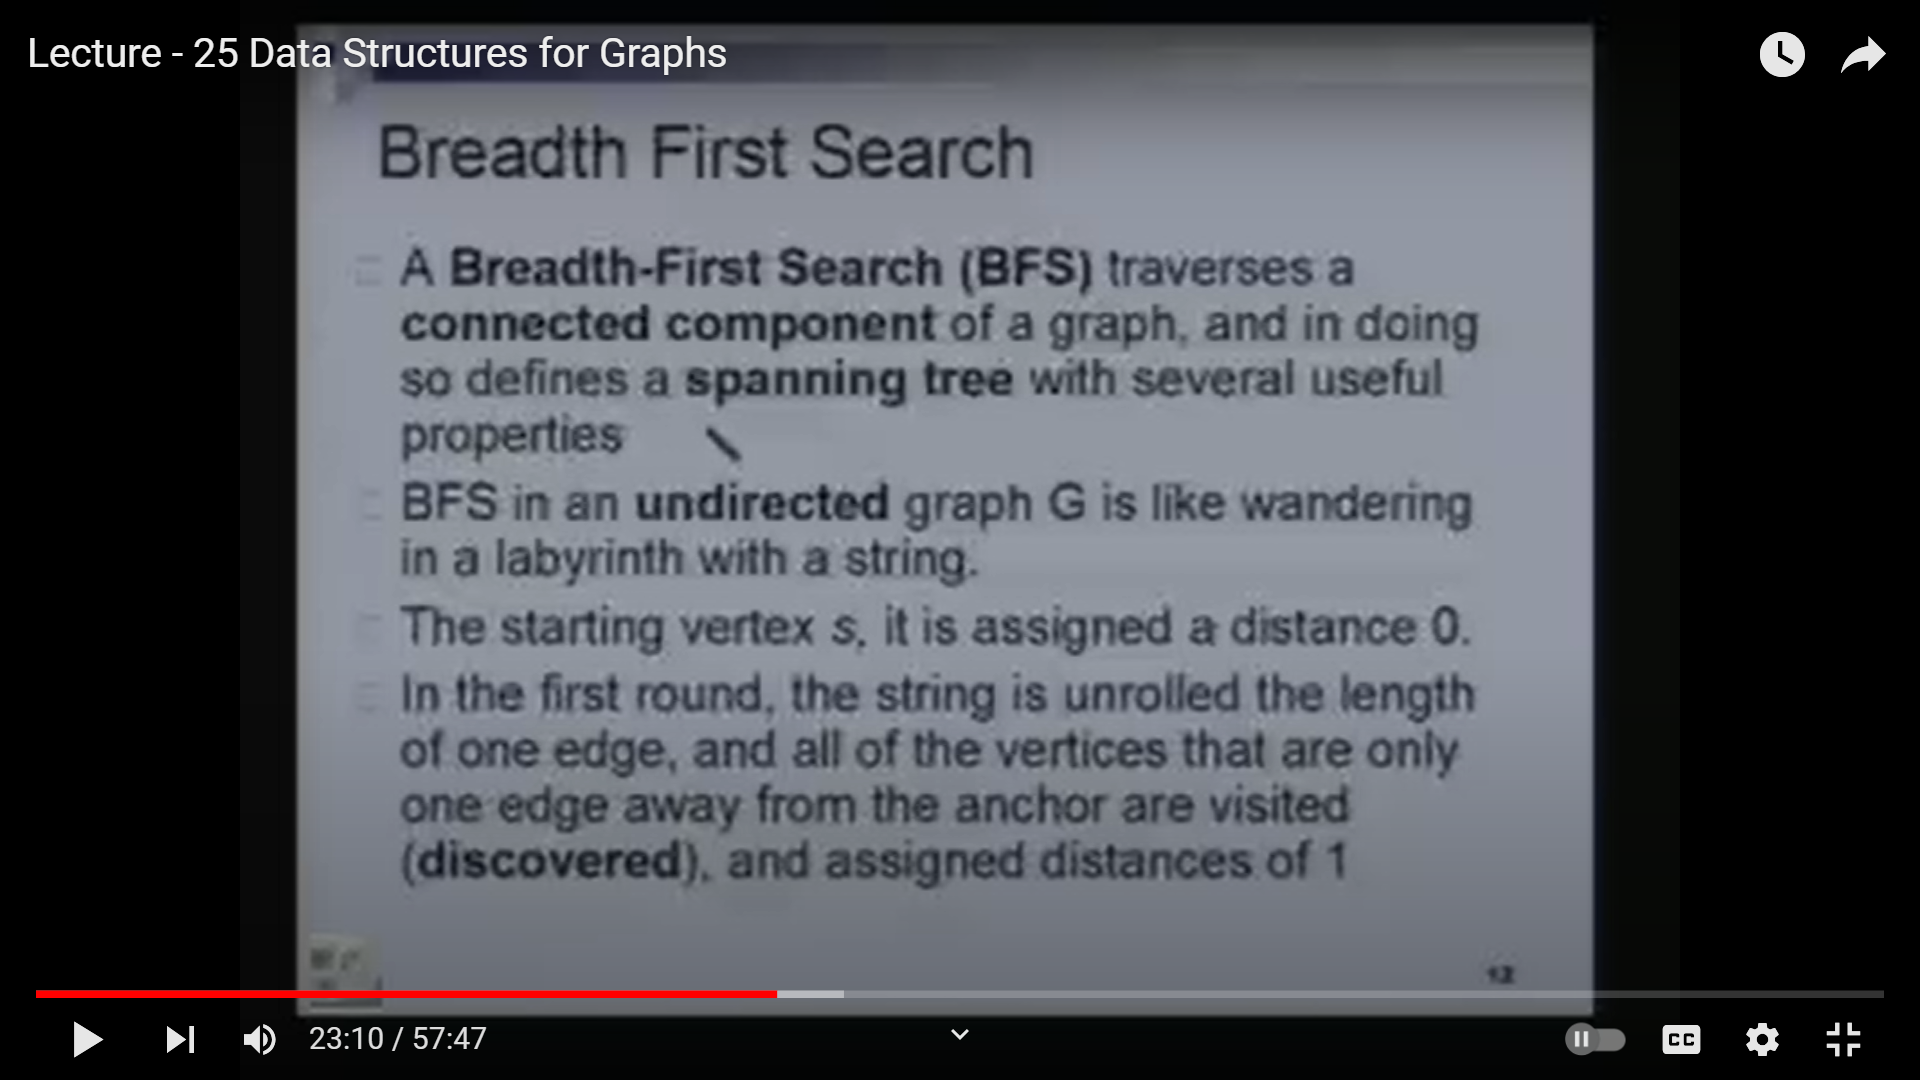 Lecture - 25 Data Structures for Graphs
Breadth First Search
A Breadth-First Search (BFS) traverses a
connected component of a graph, and in doing
so defines a spanning tree with several useful
properties
BFS in an undirected graph G is like wandering
in a labyrinth with a string.
The starting vertex s, it is assigned a distance 0.
In the first round, the string is unrolled the length
of one edge, and all of the vertices that are only
one edge away from the anchor are visited
(discovered), and assigned distances of 1
12
23:10 / 57:47
CC